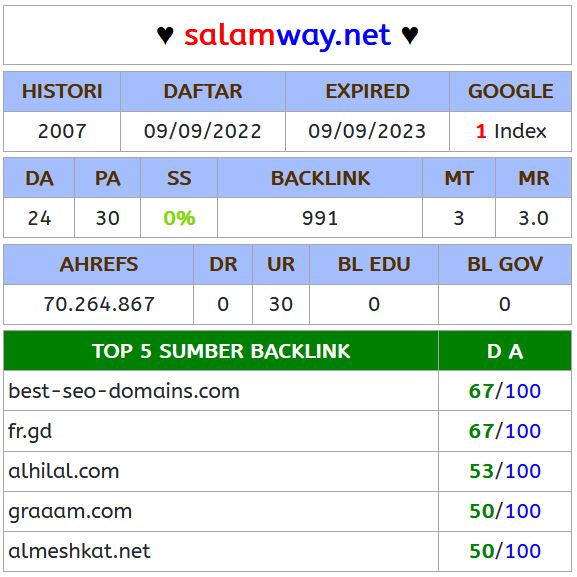 ♥ salamway.net ♥
HISTORI DAFTAR EXPIRED GOOGLE
2007 09/09/2022 09/09/2023 1 Index
DA PA SS BACKLINK MT MR
24 30 0% 991 3 3.0
AHREFS DR UR BL EDU BL GOV
70.264.867 0 30 0 0
TOP 5 SUMBER BACKLINK D A
best-seo-domains.com 67/100
fr.gd 67/100
alhilal.com 53/100
graaam.com 50/100
almeshkat.net 50/100